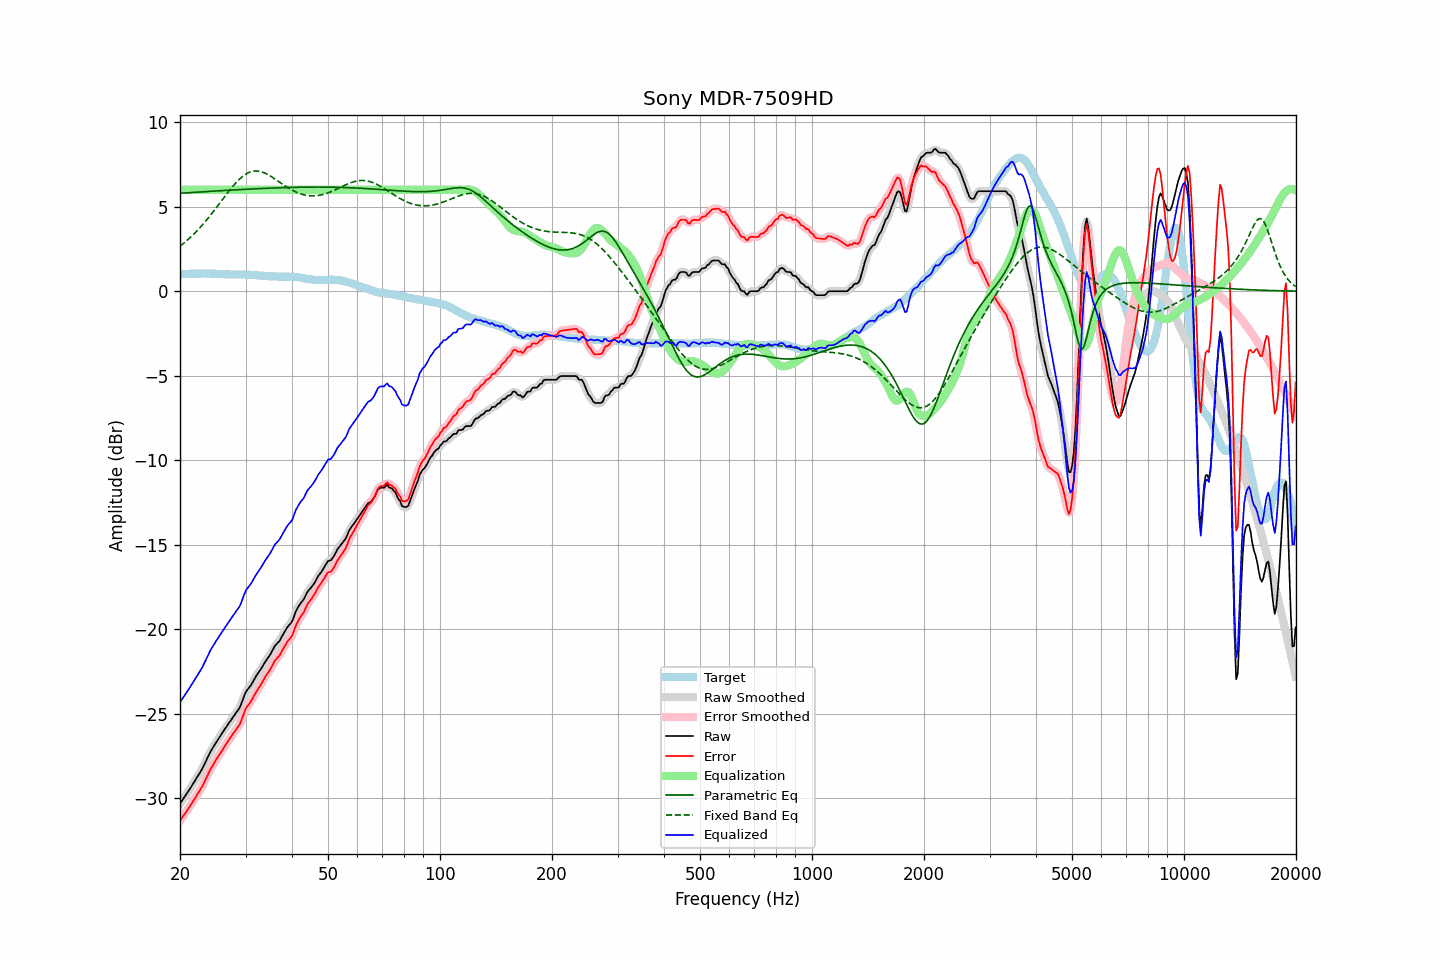 Sony MDR-7509HD
10
5
0
−5
−10
−15
−20
−25
−30
Amplitude (dBr)
20
50
100
200
500
1000
2000
5000
10000
20000
Frequency (Hz)
Target
Raw Smoothed
Error Smoothed
Raw
Error
Equalization
Parametric Eq
Fixed Band Eq
Equalized